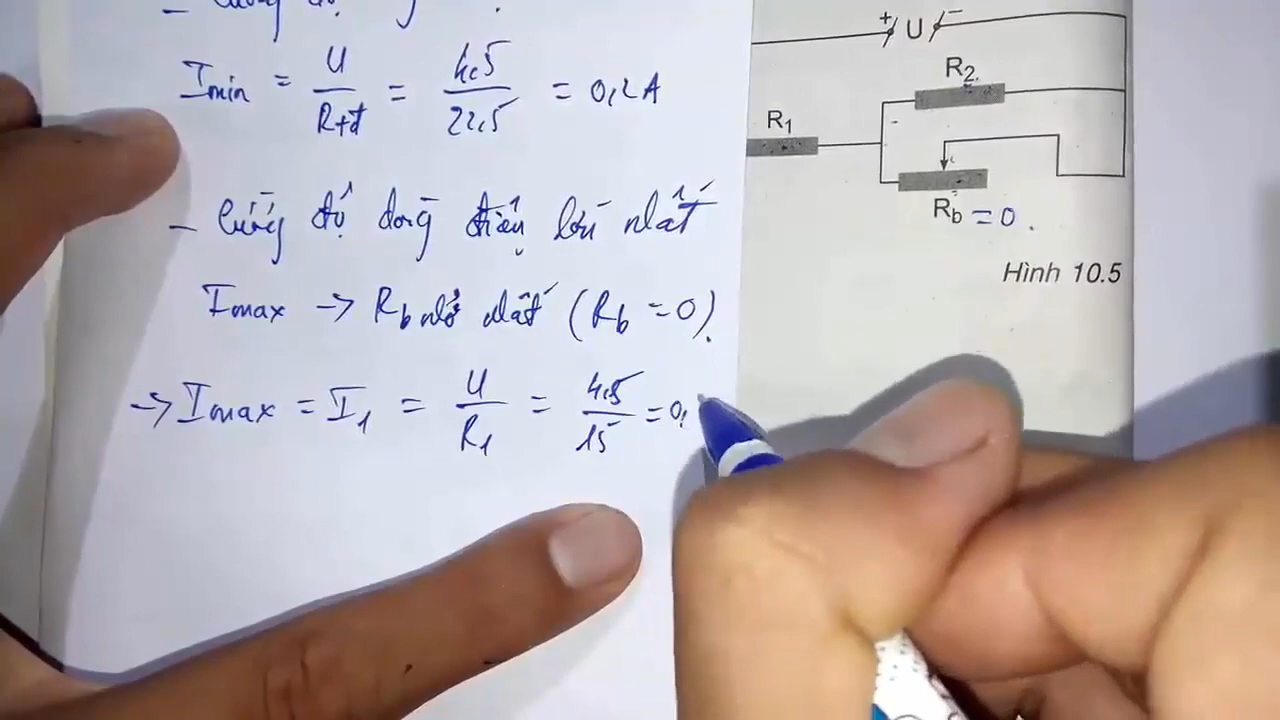 Imin = U / Rtđ = 4,5 / 22,5 = 0,2A
- Cường độ dòng điện lớn nhất
Imax -> Rb nhỏ nhất (Rb = 0).
-> Imax = I1 = U / R1 = 4,5 / 15 = 0,
+ U -
R2
R1
Rb = 0.
Hình 10.5